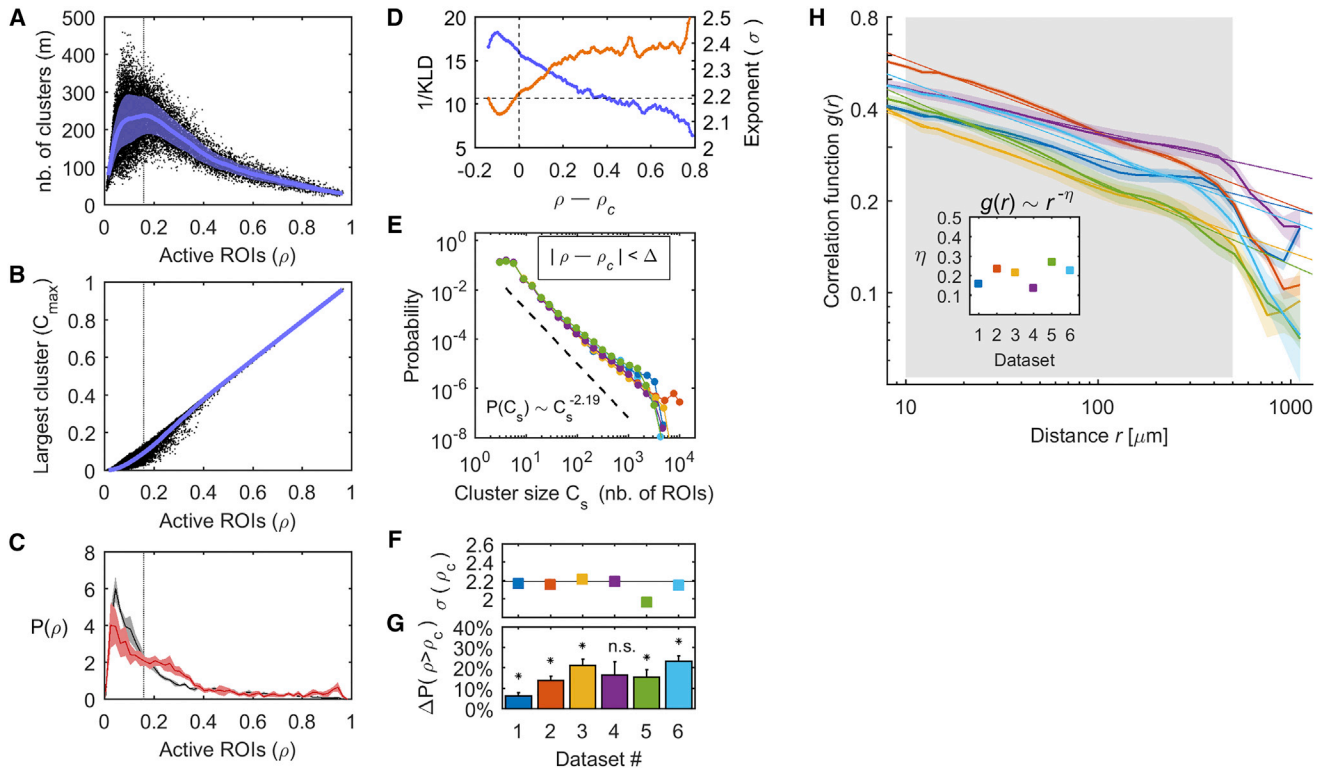 A
nb. of clusters (m)
500
400
300
200
100
0
0 0.2 0.4 0.6 0.8 1
Active ROIs (ρ)
B
Largest cluster (C_max)
1
0.8
0.6
0.4
0.2
0
0 0.2 0.4 0.6 0.8 1
Active ROIs (ρ)
C
P(ρ)
8
6
4
2
0
0 0.2 0.4 0.6 0.8 1
Active ROIs (ρ)
D
1/KLD
20
15
10
5
2.5
2.4
2.3
2.2
2.1
2
Exponent ( σ )
-0.2 0 0.2 0.4 0.6 0.8
ρ — ρ_c
E
Probability
10^0
10^-2
10^-4
10^-6
10^-8
| ρ — ρ_c | < Δ
P(C_s) ~ C_s^-2.19
10^0 10^1 10^2 10^3 10^4
Cluster size C_s (nb. of ROIs)
F
σ ( ρ_c )
2.6
2.4
2.2
2
G
ΔP( ρ>ρ_c )
40%
30%
20%
10%
0%
* * * n.s. * *
1 2 3 4 5 6
Dataset #
H
Correlation function g(r)
0.8
0.4
0.2
0.1
g(r) ~ r^-η
η
0.5
0.4
0.3
0.2
0.1
1 2 3 4 5 6
Dataset
10 100 1000
Distance r [μm]